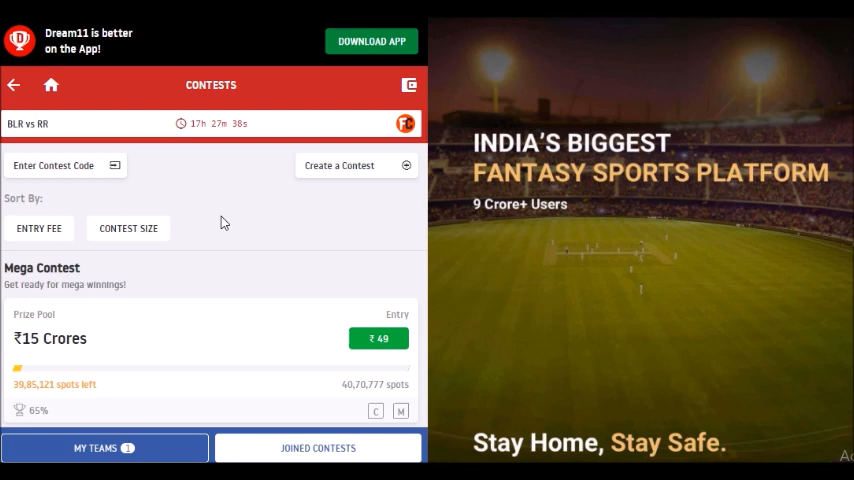 Dream11 is better
on the App!
DOWNLOAD APP
CONTESTS
BLR vs RR
17h 27m 38s
FC
Enter Contest Code
Create a Contest
Sort By:
ENTRY FEE
CONTEST SIZE
Mega Contest
Get ready for mega winnings!
Prize Pool
Entry
₹15 Crores
₹ 49
39,85,121 spots left
40,70,777 spots
65%
C
M
MY TEAMS 1
JOINED CONTESTS
INDIA'S BIGGEST
FANTASY SPORTS PLATFORM
9 Crore+ Users
Stay Home, Stay Safe.